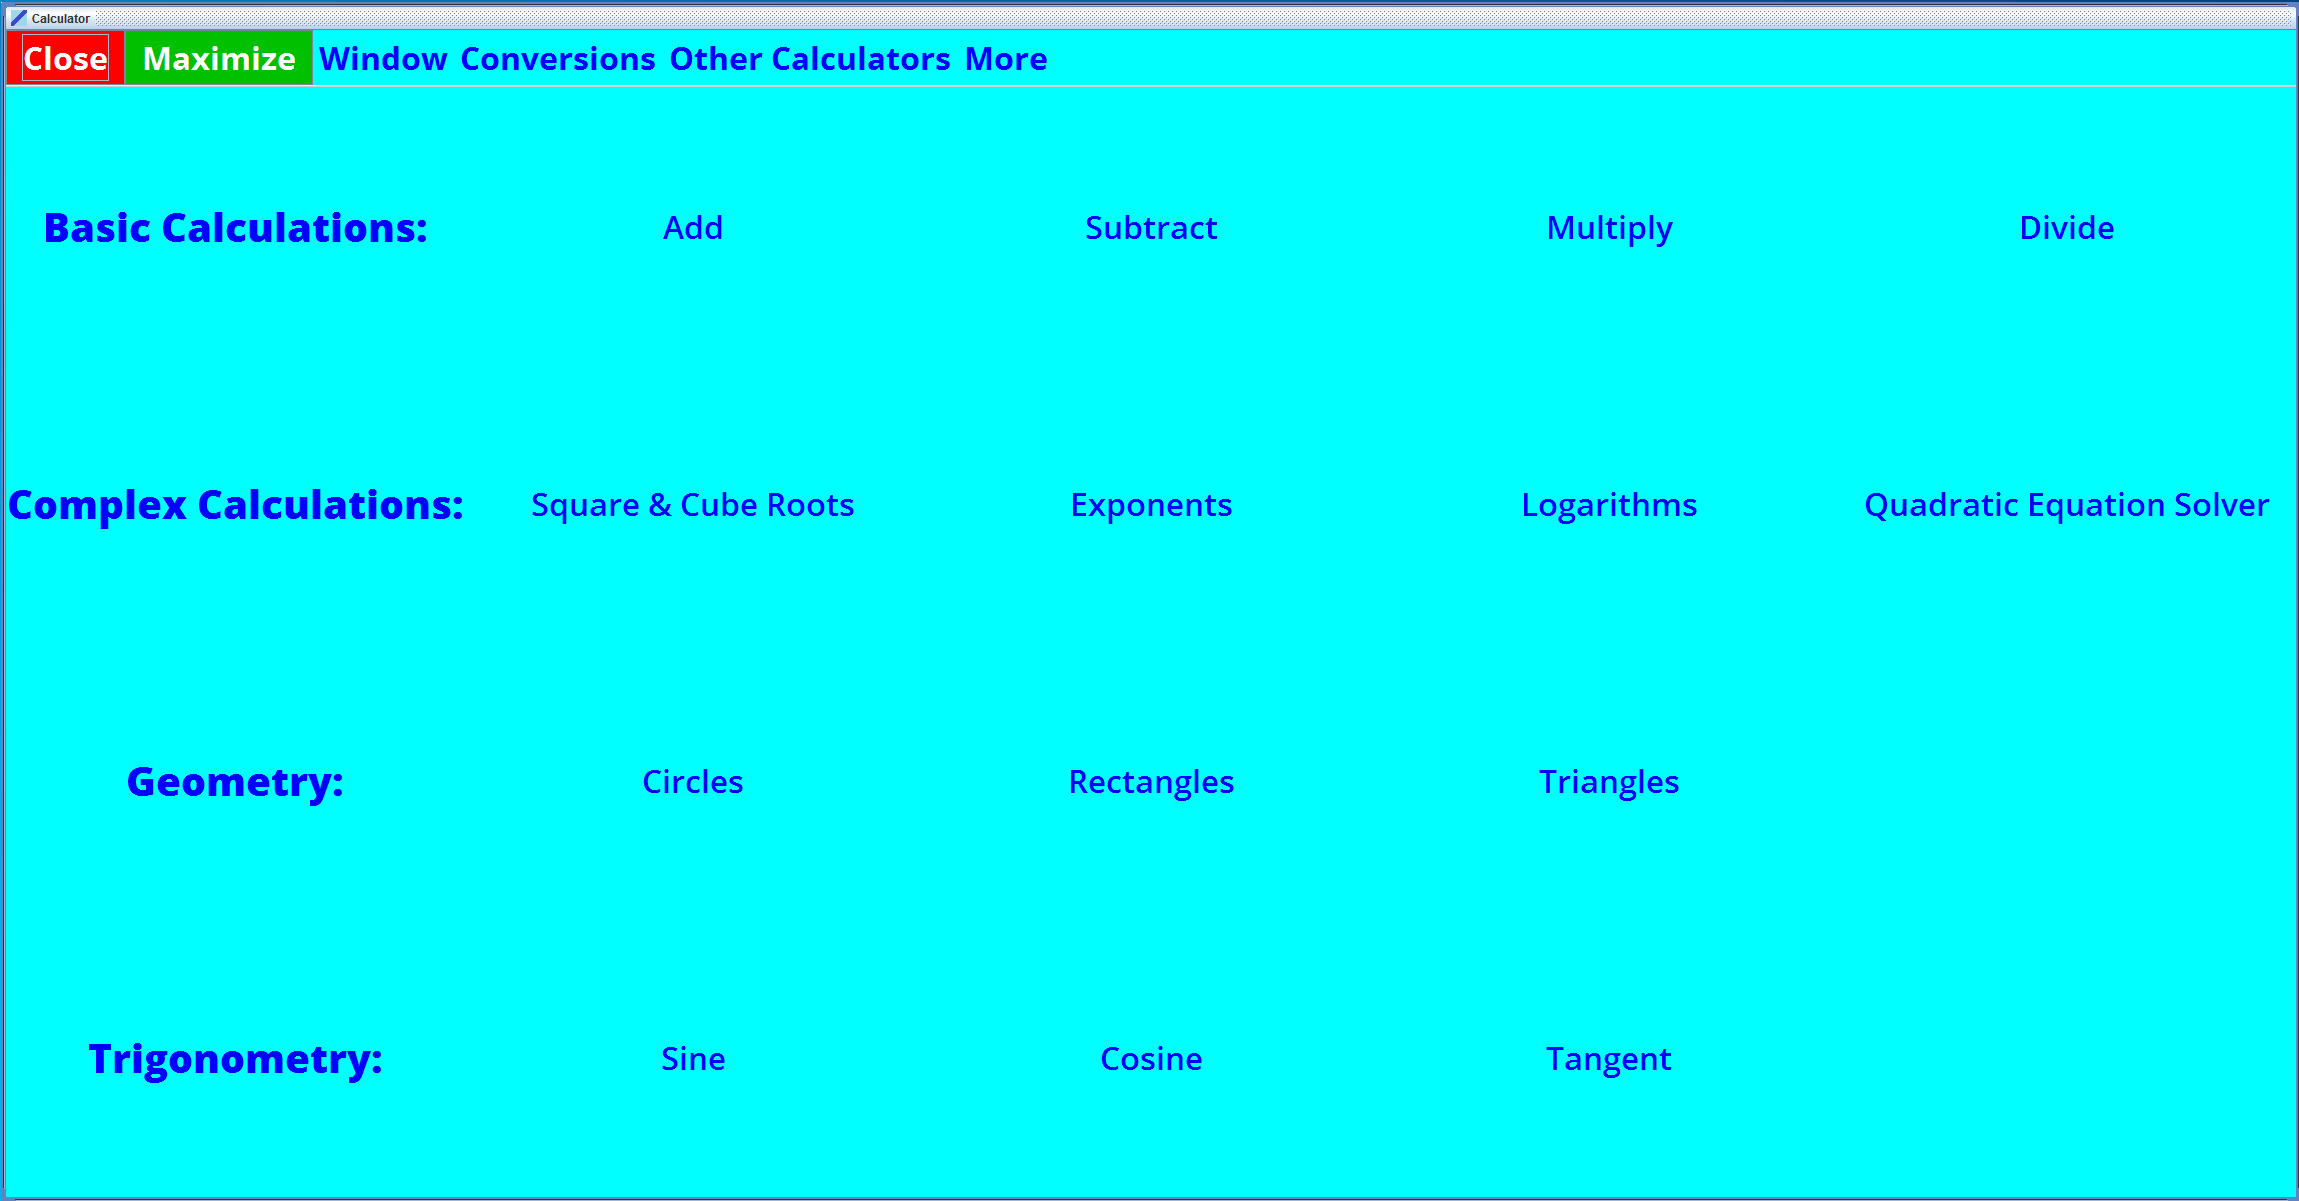 Calculator
Close Maximize Window Conversions Other Calculators More
Basic Calculations: Add Subtract Multiply Divide
Complex Calculations: Square & Cube Roots Exponents Logarithms Quadratic Equation Solver
Geometry: Circles Rectangles Triangles
Trigonometry: Sine Cosine Tangent